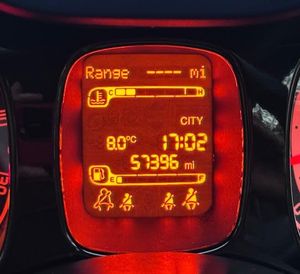 Range ---- mi
C H
CITY
8.0°C 17:02
57396 mi
E F